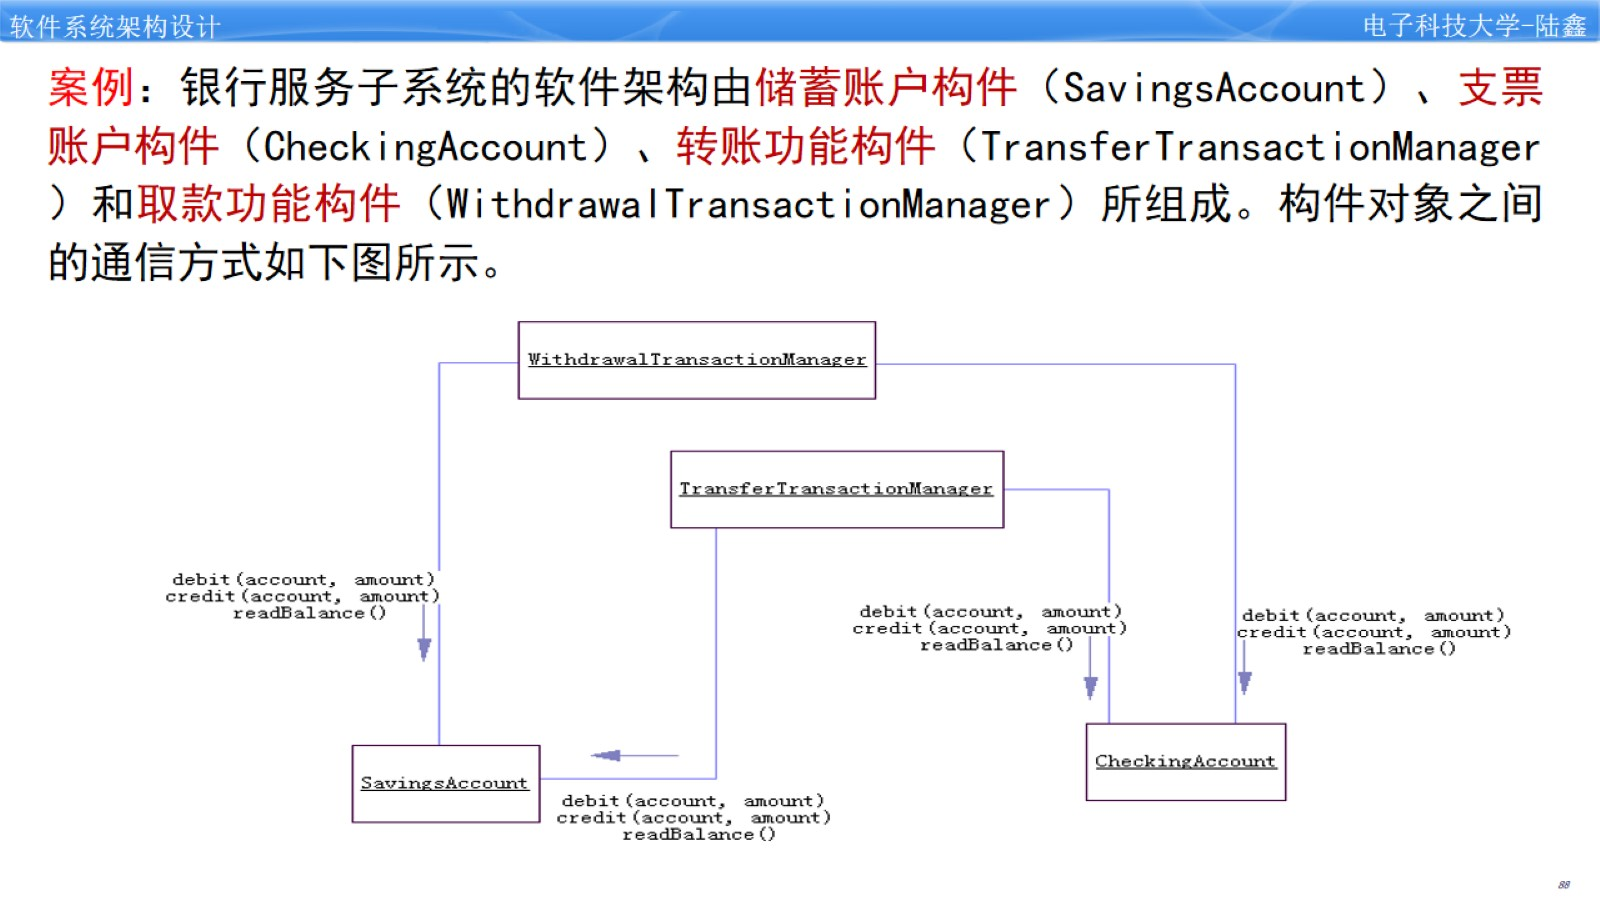 软件系统架构设计
电子科技大学-陆鑫
案例：银行服务子系统的软件架构由储蓄账户构件（SavingsAccount）、支票
账户构件（CheckingAccount）、转账功能构件（TransferTransactionManager
）和取款功能构件（WithdrawalTransactionManager）所组成。构件对象之间
的通信方式如下图所示。
WithdrawalTransactionManager
TransferTransactionManager
debit(account, amount)
credit(account, amount)
readBalance()
debit(account, amount)
credit(account, amount)
readBalance()
debit(account, amount)
credit(account, amount)
readBalance()
CheckingAccount
SavingsAccount
debit(account, amount)
credit(account, amount)
readBalance()
88